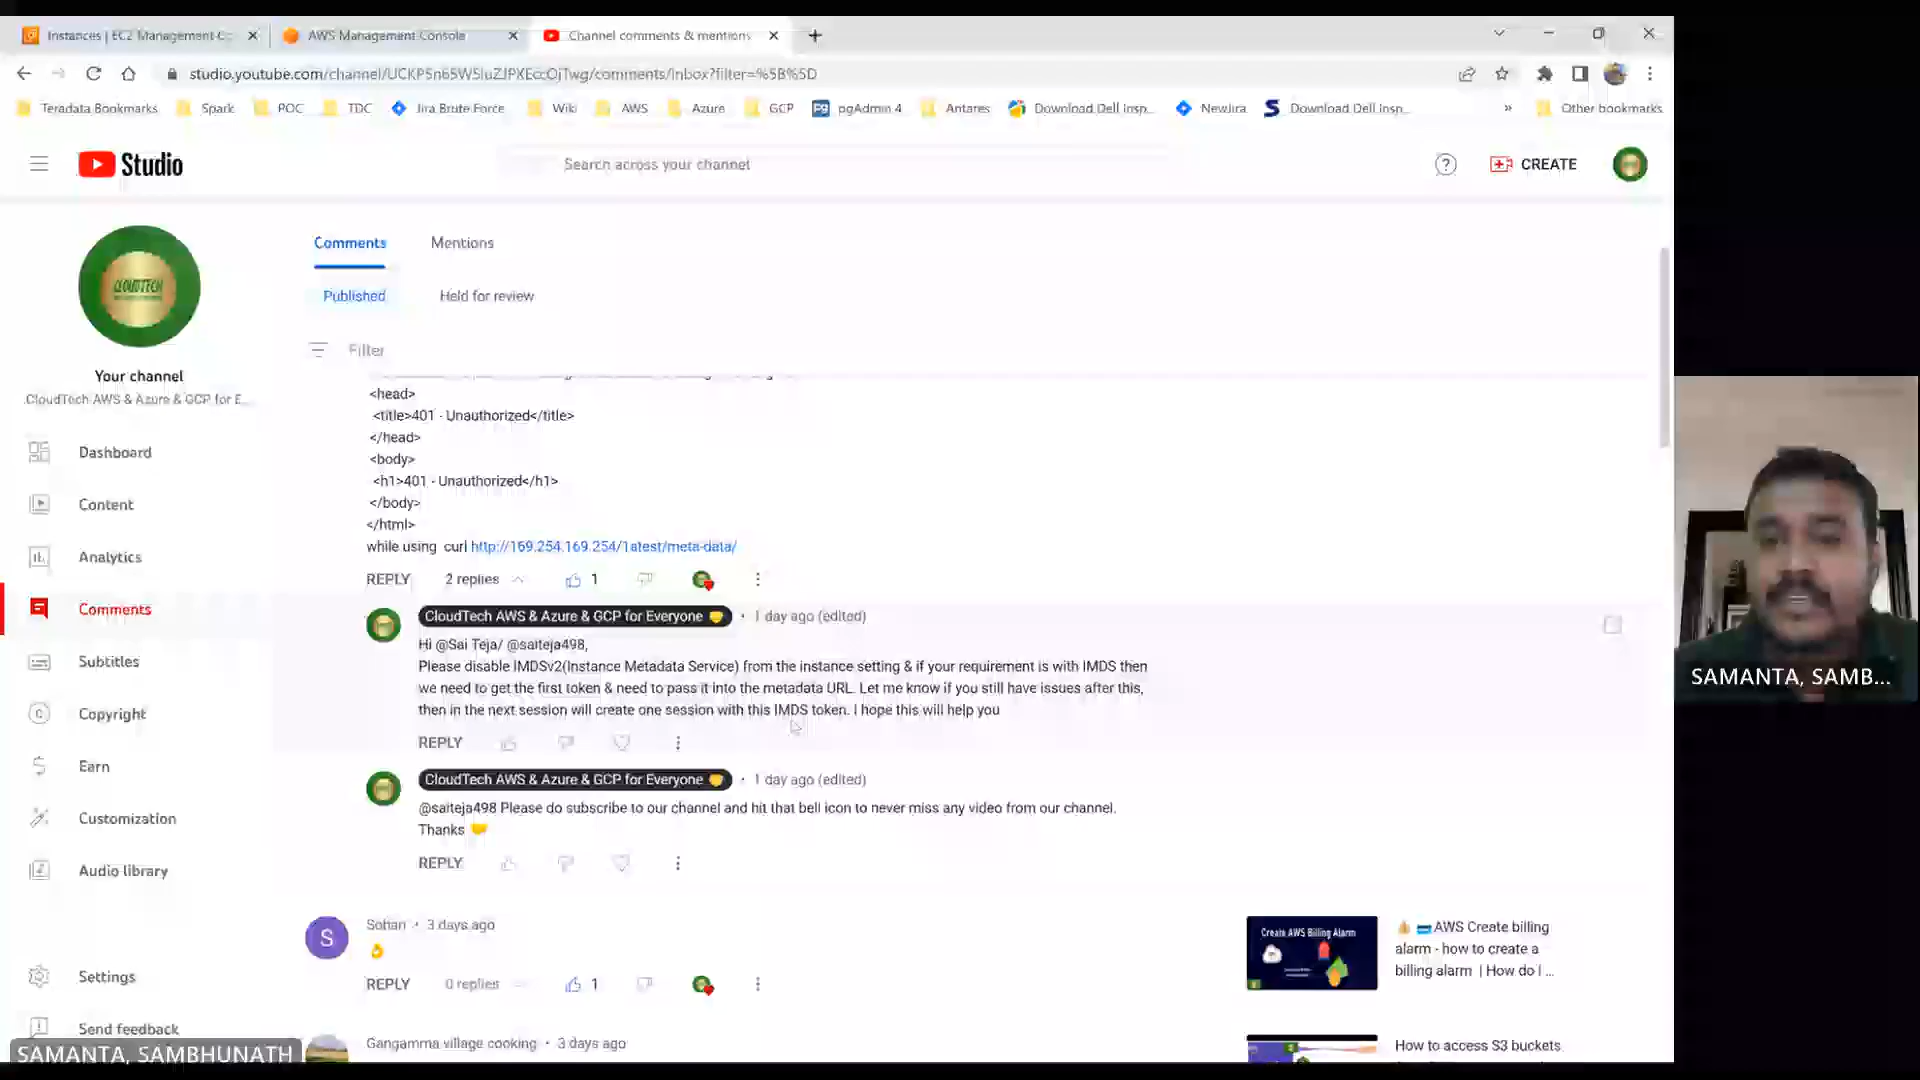 Instances | EC2 Management C
AWS Management Console
Channel comments & mentions
studio.youtube.com/channel/UCKPSn65WSluZJPXEccOjTwg/comments/inbox?filter=%5B%5D
Teradata Bookmarks
Spark
POC
TDC
Jira Brute Force
Wiki
AWS
Azure
GCP
pgAdmin 4
Antares
Download Dell Insp...
NewJira
Download Dell Insp...
»
Other bookmarks
Studio
Search across your channel
CREATE
Comments
Mentions
Published
Held for review
Filter
CLOUDTECH
Your channel
CloudTech AWS & Azure & GCP for E...
Dashboard
Content
Analytics
Comments
Subtitles
Copyright
Earn
Customization
Audio library
Settings
Send feedback
<head>
<title>401 - Unauthorized</title>
</head>
<body>
<h1>401 - Unauthorized</h1>
</body>
</html>
while using curl http://169.254.169.254/1atest/meta-data/
REPLY 2 replies 1
CloudTech AWS & Azure & GCP for Everyone 🤝 • 1 day ago (edited)
Hi @Sai Teja/ @saiteja498,
Please disable IMDSv2(Instance Metadata Service) from the instance setting & if your requirement is with IMDS then
we need to get the first token & need to pass it into the metadata URL. Let me know if you still have issues after this,
then in the next session will create one session with this IMDS token. I hope this will help you
REPLY
CloudTech AWS & Azure & GCP for Everyone 🤝 • 1 day ago (edited)
@saiteja498 Please do subscribe to our channel and hit that bell icon to never miss any video from our channel.
Thanks 🤝
REPLY
S
Sohan • 3 days ago
👌
REPLY 0 replies 1
Create AWS Billing Alarm
AWS Create billing
alarm - how to create a
billing alarm | How do I ...
Gangamma village cooking • 3 days ago
How to access S3 buckets
SAMANTA, SAMBHUNATH
SAMANTA, SAMB...